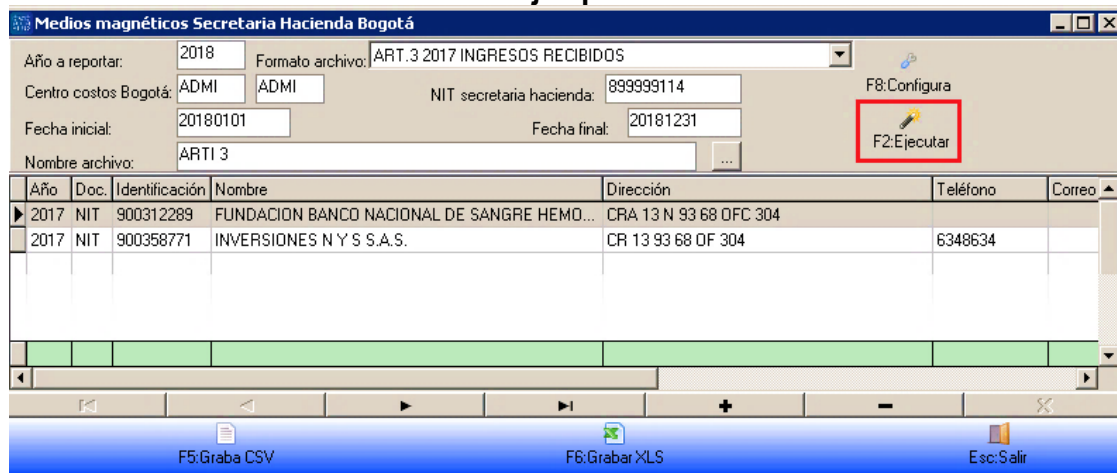 Medios magnéticos Secretaria Hacienda Bogotá
Año a reportar: 2018 Formato archivo: ART.3 2017 INGRESOS RECIBIDOS
Centro costos Bogotá: ADMI ADMI NIT secretaria hacienda: 899999114 F8:Configura
Fecha inicial: 20180101 Fecha final: 20181231 F2:Ejecutar
Nombre archivo: ARTI 3 ...
Año Doc. Identificación Nombre Dirección Teléfono Correo
2017 NIT 900312289 FUNDACION BANCO NACIONAL DE SANGRE HEMO... CRA 13 N 93 68 OFC 304
2017 NIT 900358771 INVERSIONES N Y S S.A.S. CR 13 93 68 OF 304 6348634
F5:Graba CSV F6:Grabar XLS Esc:Salir